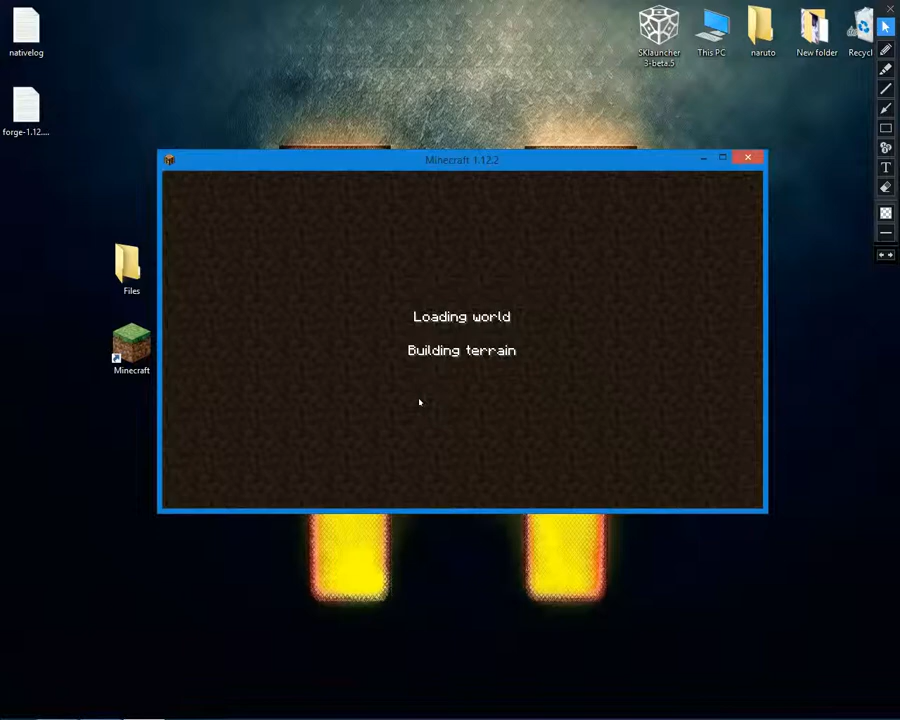 nativelog
SKlauncher
3-beta.5
This PC
naruto
New folder
Recycl
forge-1.12....
Minecraft 1.12.2
Files
Loading world
Building terrain
Minecraft
T